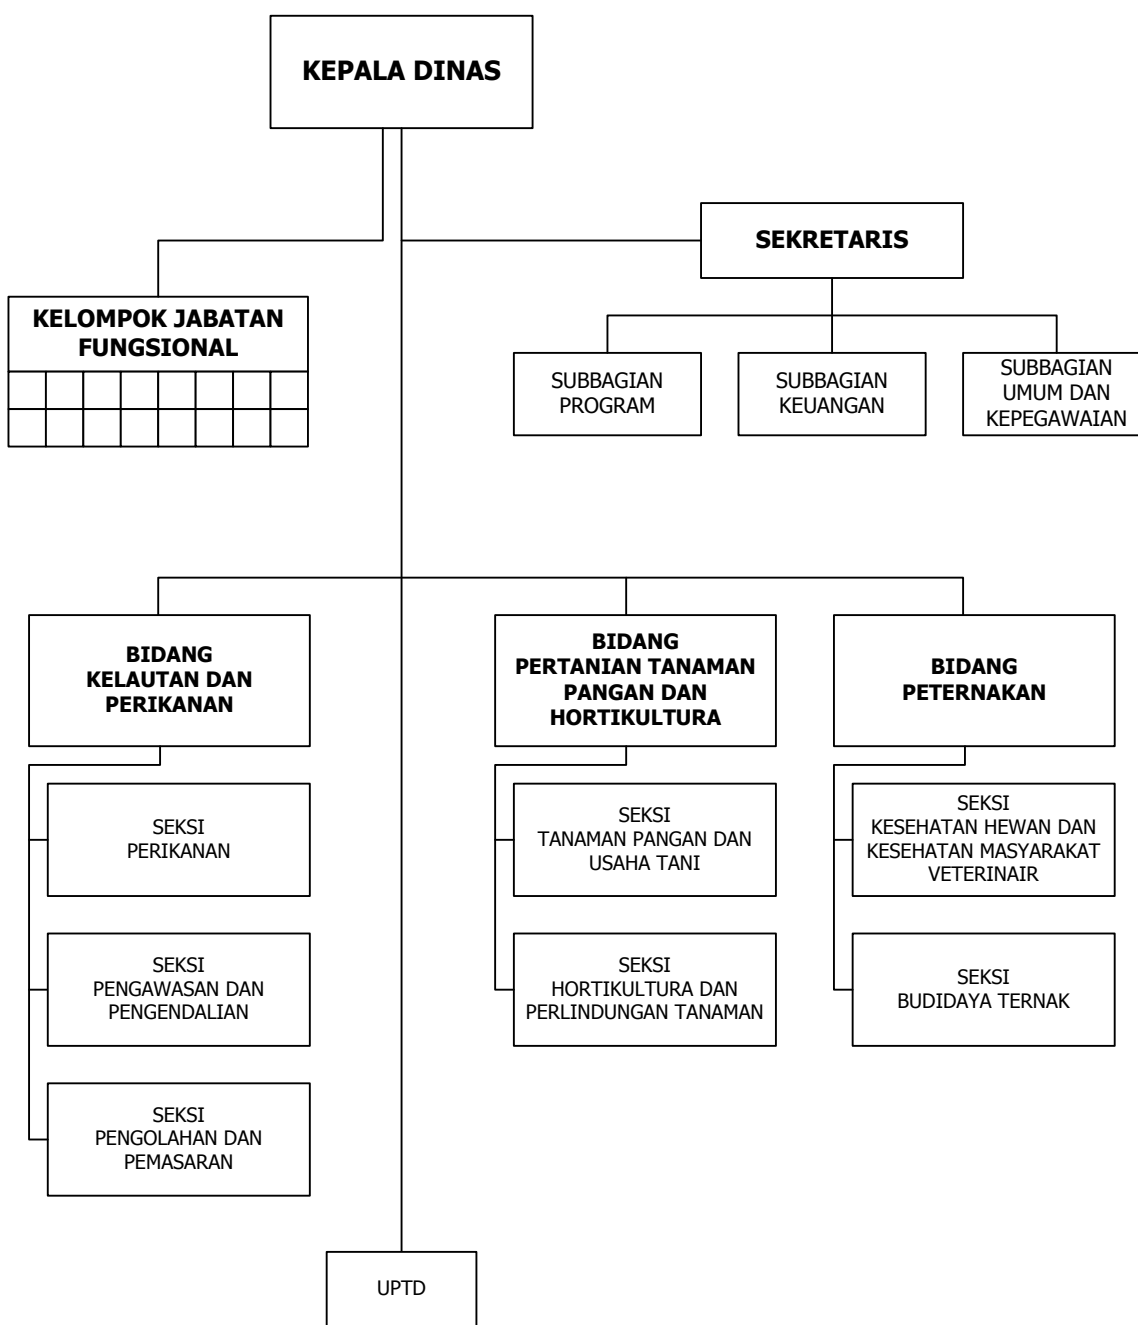 KEPALA DINAS
SEKRETARIS
KELOMPOK JABATAN
FUNGSIONAL
SUBBAGIAN
PROGRAM
SUBBAGIAN
KEUANGAN
SUBBAGIAN
UMUM DAN
KEPEGAWAIAN
BIDANG
KELAUTAN DAN
PERIKANAN
BIDANG
PERTANIAN TANAMAN
PANGAN DAN
HORTIKULTURA
BIDANG
PETERNAKAN
SEKSI
PERIKANAN
SEKSI
TANAMAN PANGAN DAN
USAHA TANI
SEKSI
KESEHATAN HEWAN DAN
KESEHATAN MASYARAKAT
VETERINAIR
SEKSI
PENGAWASAN DAN
PENGENDALIAN
SEKSI
HORTIKULTURA DAN
PERLINDUNGAN TANAMAN
SEKSI
BUDIDAYA TERNAK
SEKSI
PENGOLAHAN DAN
PEMASARAN
UPTD